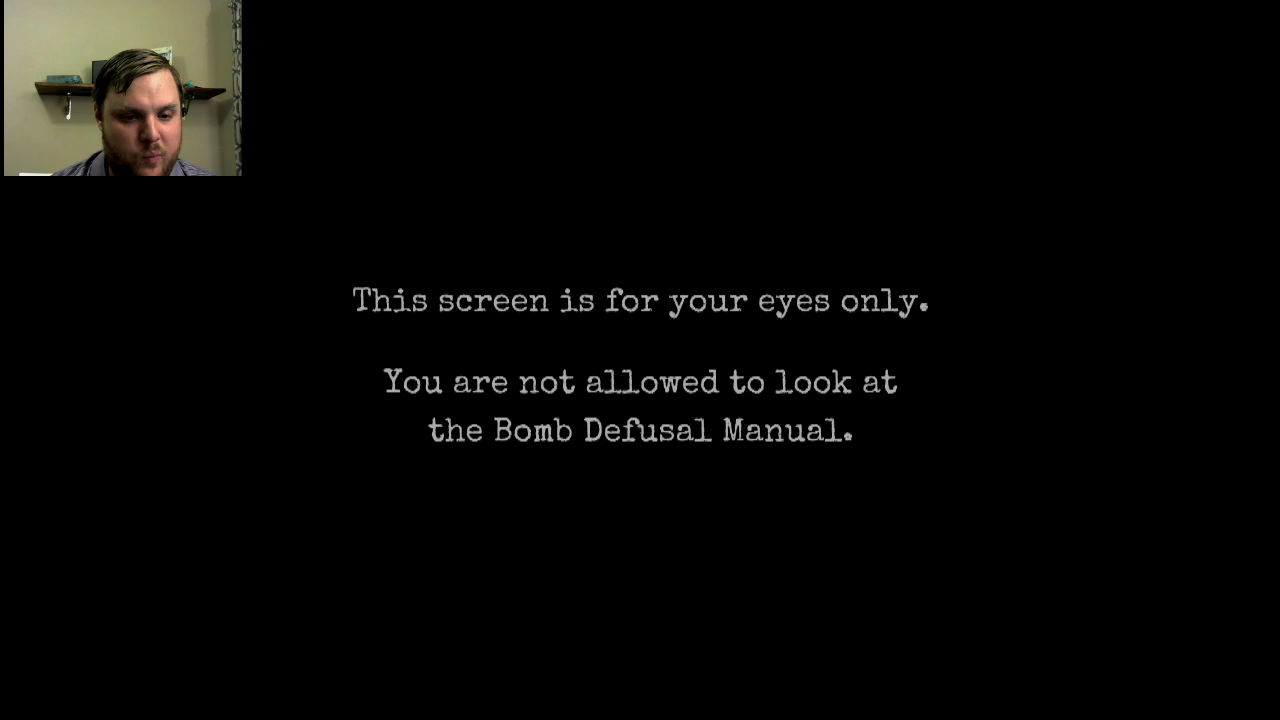 This screen is for your eyes only.
You are not allowed to look at
the Bomb Defusal Manual.